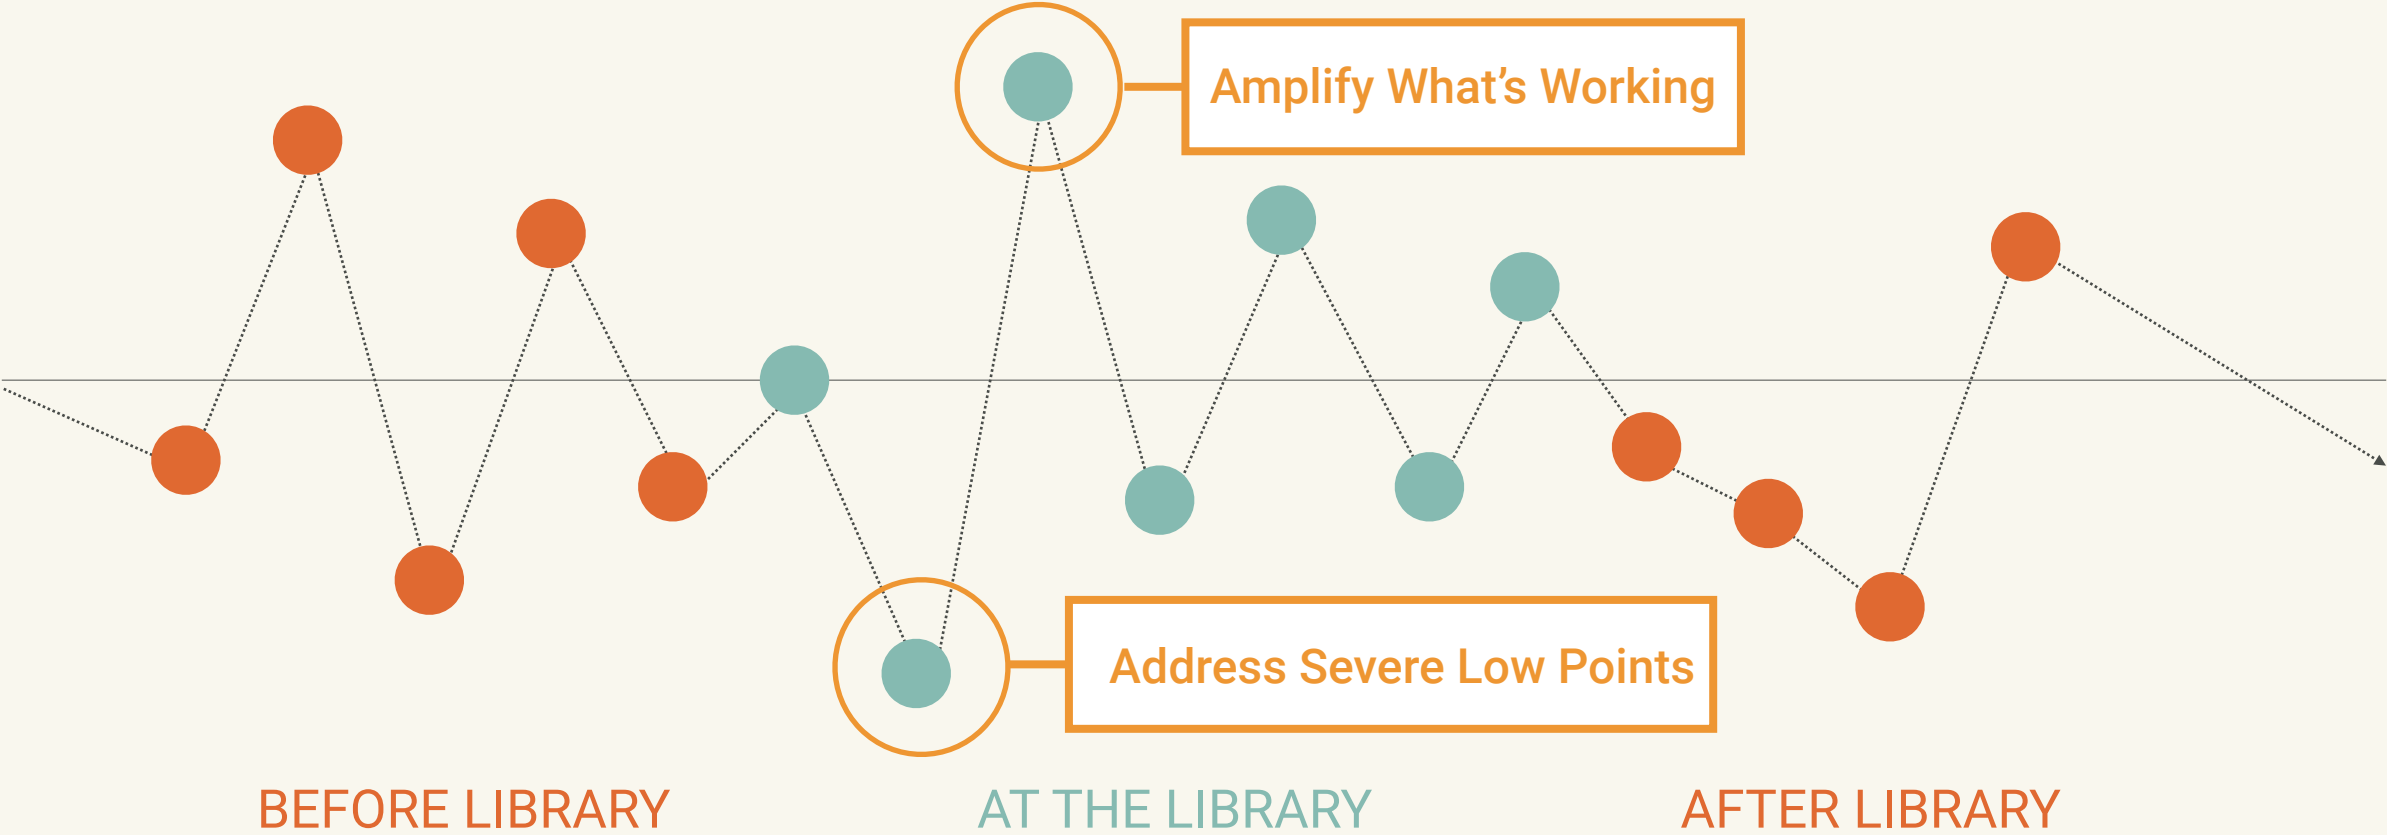 Amplify What’s Working
Address Severe Low Points
BEFORE LIBRARY
AT THE LIBRARY
AFTER LIBRARY